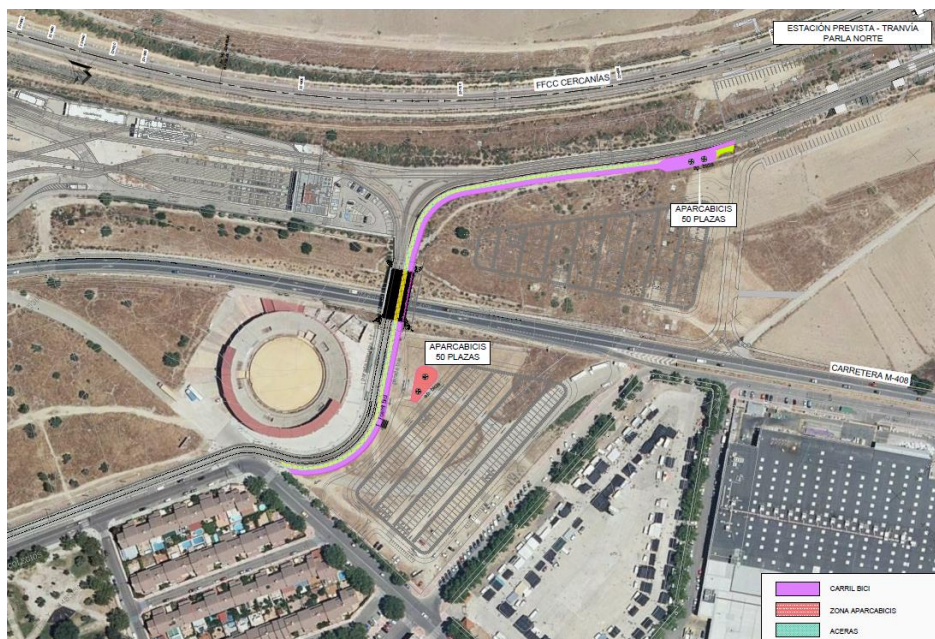 ESTACIÓN PREVISTA - TRANVÍA
PARLA NORTE
FFCC CERCANÍAS
APARCABICIS
50 PLAZAS
APARCABICIS
50 PLAZAS
CARRETERA M-408
CARRIL BICI
ZONA APARCABICIS
ACERAS